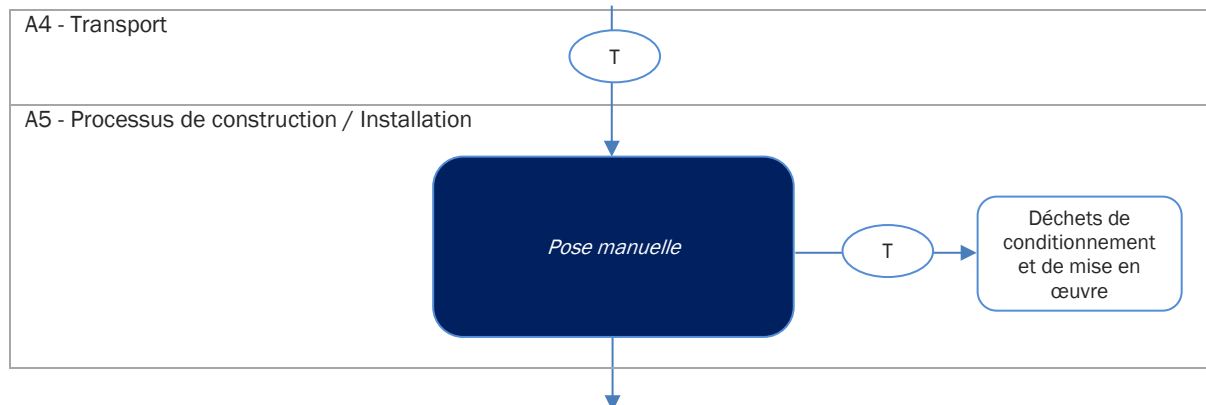 A4 - Transport
T
A5 - Processus de construction / Installation
Pose manuelle
T
Déchets de
conditionnement
et de mise en
œuvre